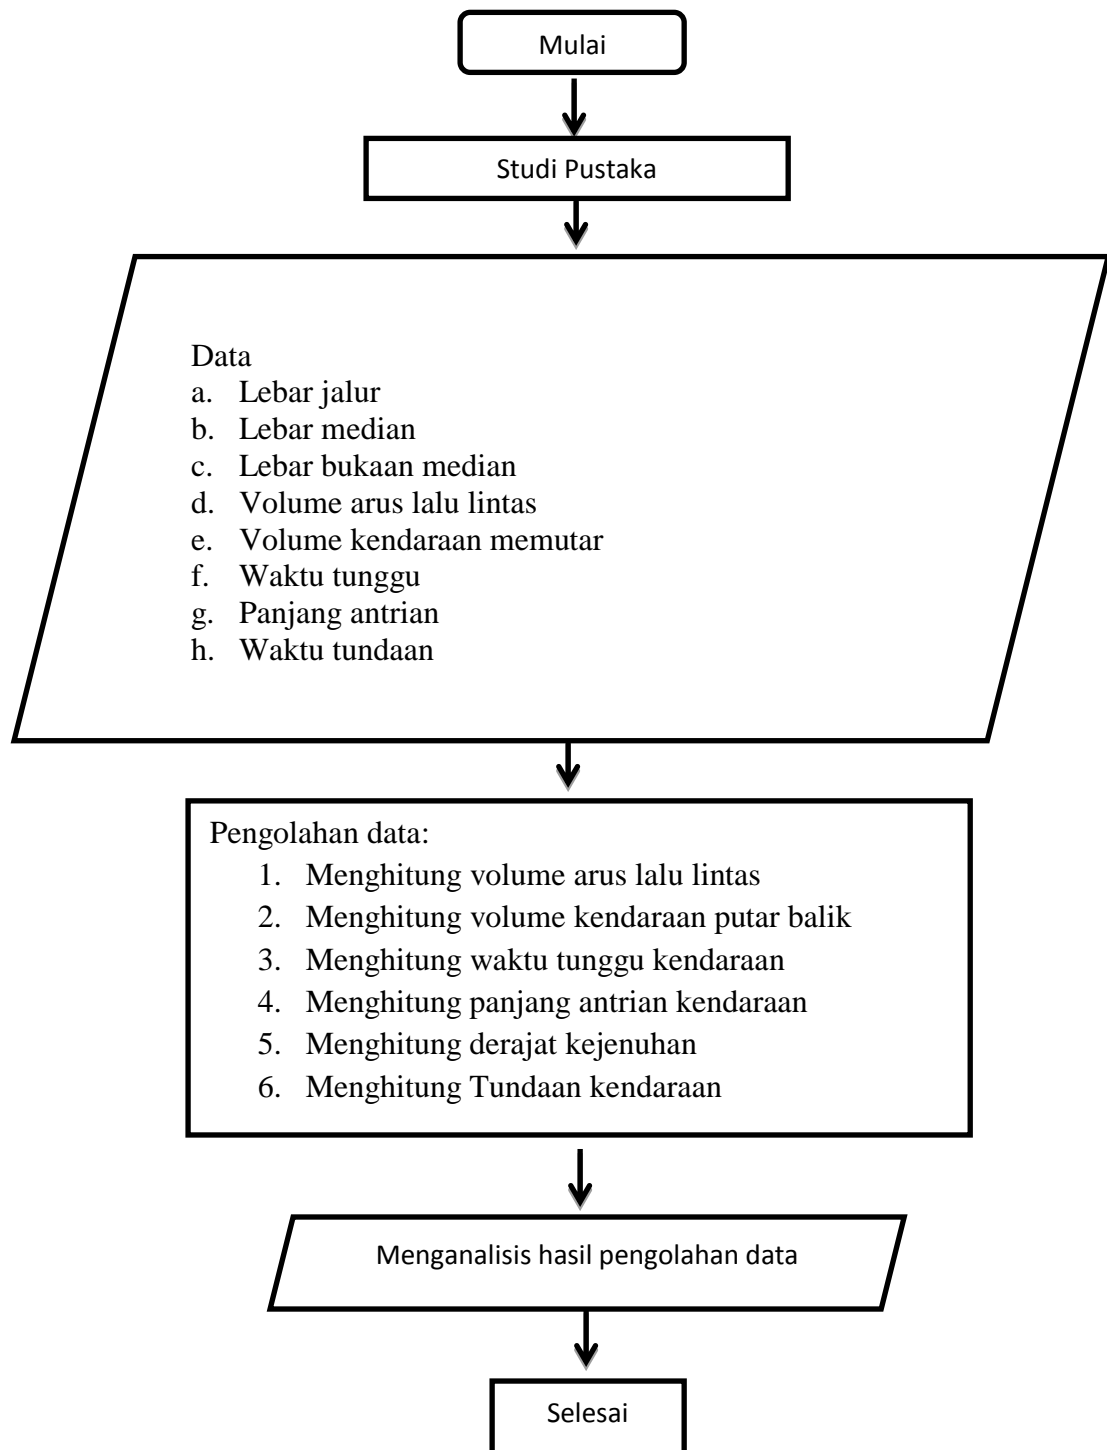 Mulai
Studi Pustaka
Data
a. Lebar jalur
b. Lebar median
c. Lebar bukaan median
d. Volume arus lalu lintas
e. Volume kendaraan memutar
f. Waktu tunggu
g. Panjang antrian
h. Waktu tundaan
Pengolahan data:
1. Menghitung volume arus lalu lintas
2. Menghitung volume kendaraan putar balik
3. Menghitung waktu tunggu kendaraan
4. Menghitung panjang antrian kendaraan
5. Menghitung derajat kejenuhan
6. Menghitung Tundaan kendaraan
Menganalisis hasil pengolahan data
Selesai